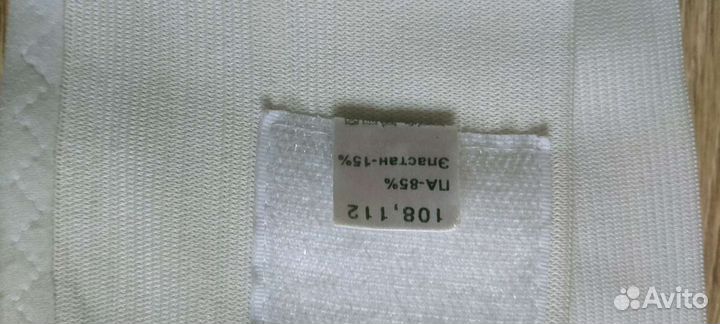 108, 112
ПА-85%
Эластан-15%
Avito